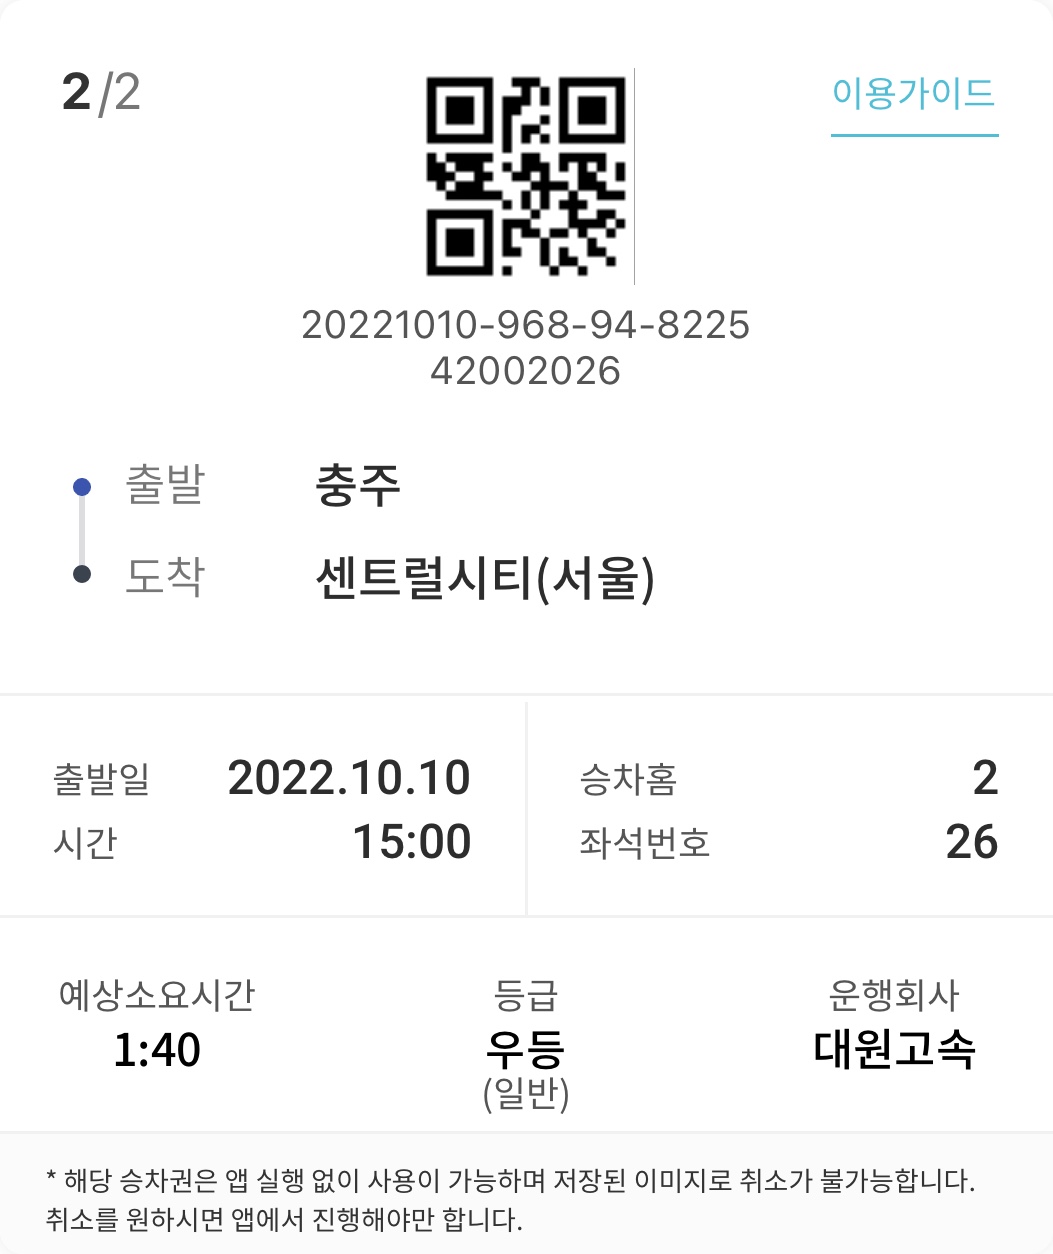 2/2
이용가이드
20221010-968-94-8225
42002026
출발 충주
도착 센트럴시티(서울)
출발일 2022.10.10 승차홈 2
시간 15:00 좌석번호 26
예상소요시간 등급 운행회사
1:40 우등 대원고속
(일반)
* 해당 승차권은 앱 실행 없이 사용이 가능하며 저장된 이미지로 취소가 불가능합니다.
취소를 원하시면 앱에서 진행해야만 합니다.